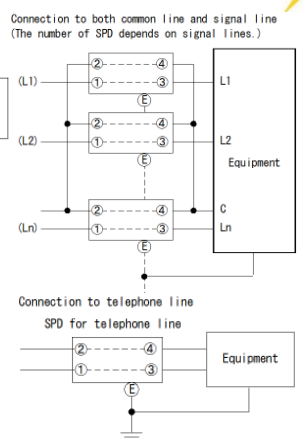 Connection to both common line and signal line
(The number of SPD depends on signal lines.)
② ④
(L1) ① ③ L1
Ⓔ
② ④
(L2) ① ③ L2
Ⓔ
Equipment
② ④ C
(Ln) ① ③ Ln
Ⓔ
Connection to telephone line
SPD for telephone line
② ④
① ③
Equipment
Ⓔ